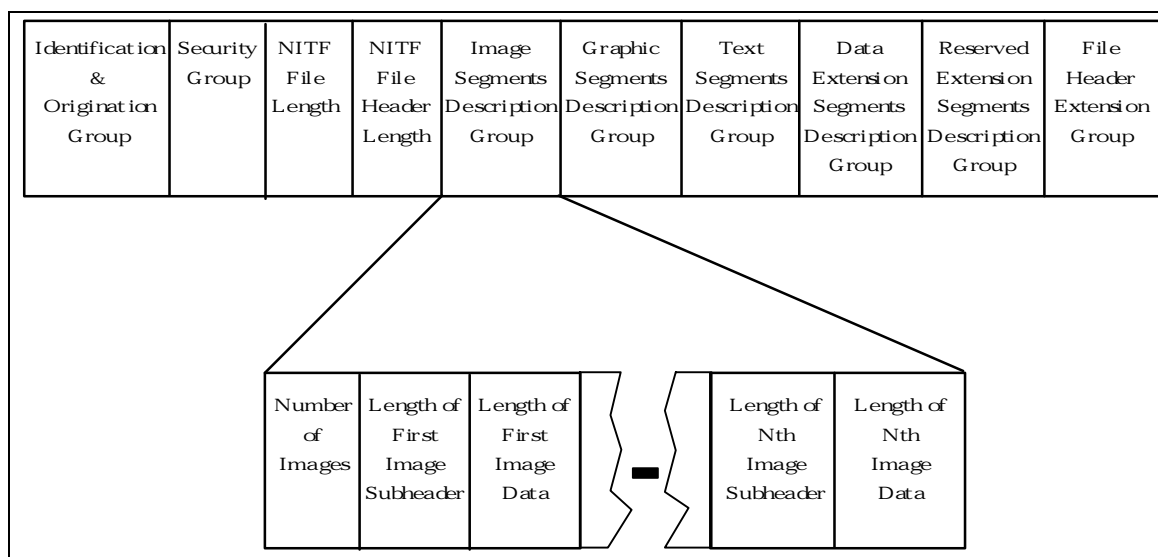 Identification
&
Origination
Group
Security
Group
NITF
File
Length
NITF
File
Header
Length
Image
Segments
Description
Group
Graphic
Segments
Description
Group
Text
Segments
Description
Group
Data
Extension
Segments
Description
Group
Reserved
Extension
Segments
Description
Group
File
Header
Extension
Group
Number
of
Images
Length of
First
Image
Subheader
Length of
First
Image
Data
Length of
Nth
Image
Subheader
Length of
Nth
Image
Data